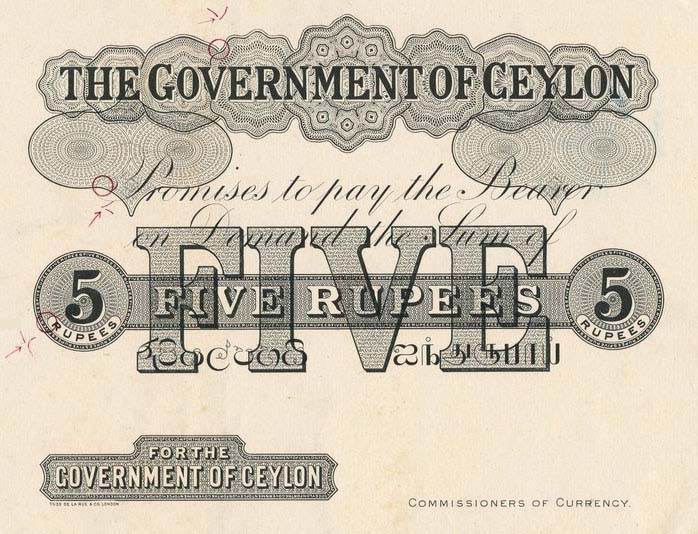 THE GOVERNMENT OF CEYLON
Promises to pay the Bearer
on Demand the Sum of
FIVE
5 RUPEES
FIVE RUPEES
5 RUPEES
ஐந்து ரூபாய்
FOR THE
GOVERNMENT OF CEYLON
THOS DE LA RUE & CO. LONDON
COMMISSIONERS OF CURRENCY.